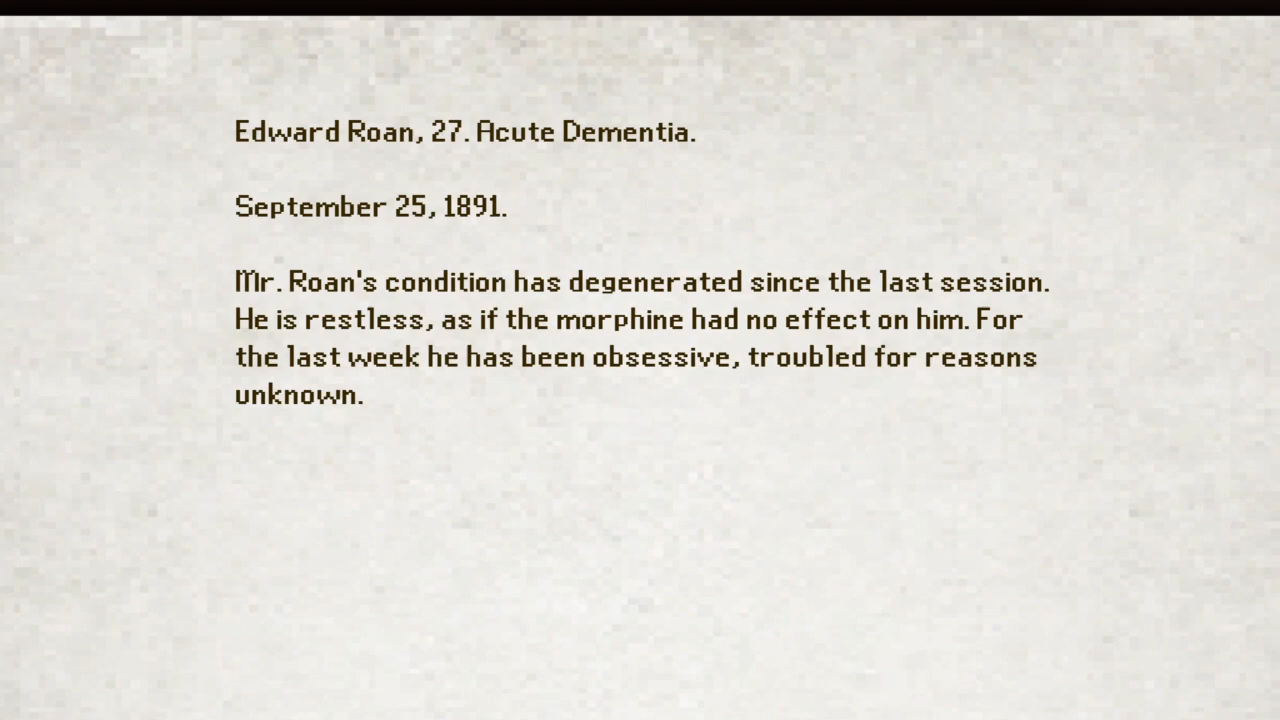 Edward Roan, 27. Acute Dementia.
September 25, 1891.
Mr. Roan's condition has degenerated since the last session.
He is restless, as if the morphine had no effect on him. For
the last week he has been obsessive, troubled for reasons
unknown.